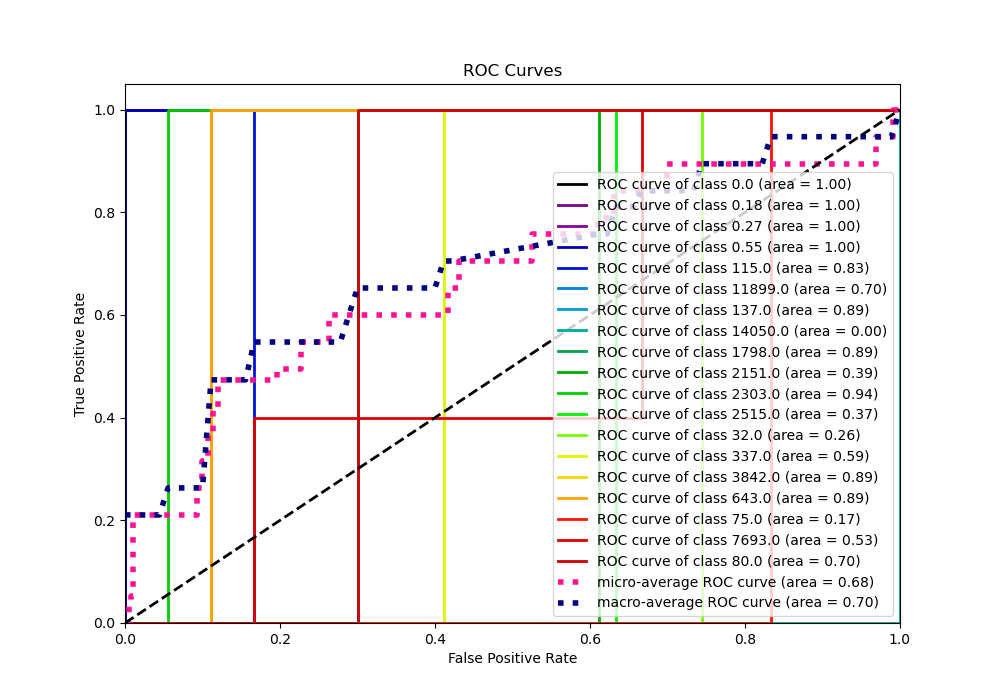 ROC Curves
1.0
0.8
0.6
0.4
0.2
0.0
True Positive Rate
ROC curve of class 0.0 (area = 1.00)
ROC curve of class 0.18 (area = 1.00)
ROC curve of class 0.27 (area = 1.00)
ROC curve of class 0.55 (area = 1.00)
ROC curve of class 115.0 (area = 0.83)
ROC curve of class 11899.0 (area = 0.70)
ROC curve of class 137.0 (area = 0.89)
ROC curve of class 14050.0 (area = 0.00)
ROC curve of class 1798.0 (area = 0.89)
ROC curve of class 2151.0 (area = 0.39)
ROC curve of class 2303.0 (area = 0.94)
ROC curve of class 2515.0 (area = 0.37)
ROC curve of class 32.0 (area = 0.26)
ROC curve of class 337.0 (area = 0.59)
ROC curve of class 3842.0 (area = 0.89)
ROC curve of class 643.0 (area = 0.89)
ROC curve of class 75.0 (area = 0.17)
ROC curve of class 7693.0 (area = 0.53)
ROC curve of class 80.0 (area = 0.70)
micro-average ROC curve (area = 0.68)
macro-average ROC curve (area = 0.70)
0.0 0.2 0.4 0.6 0.8 1.0
False Positive Rate